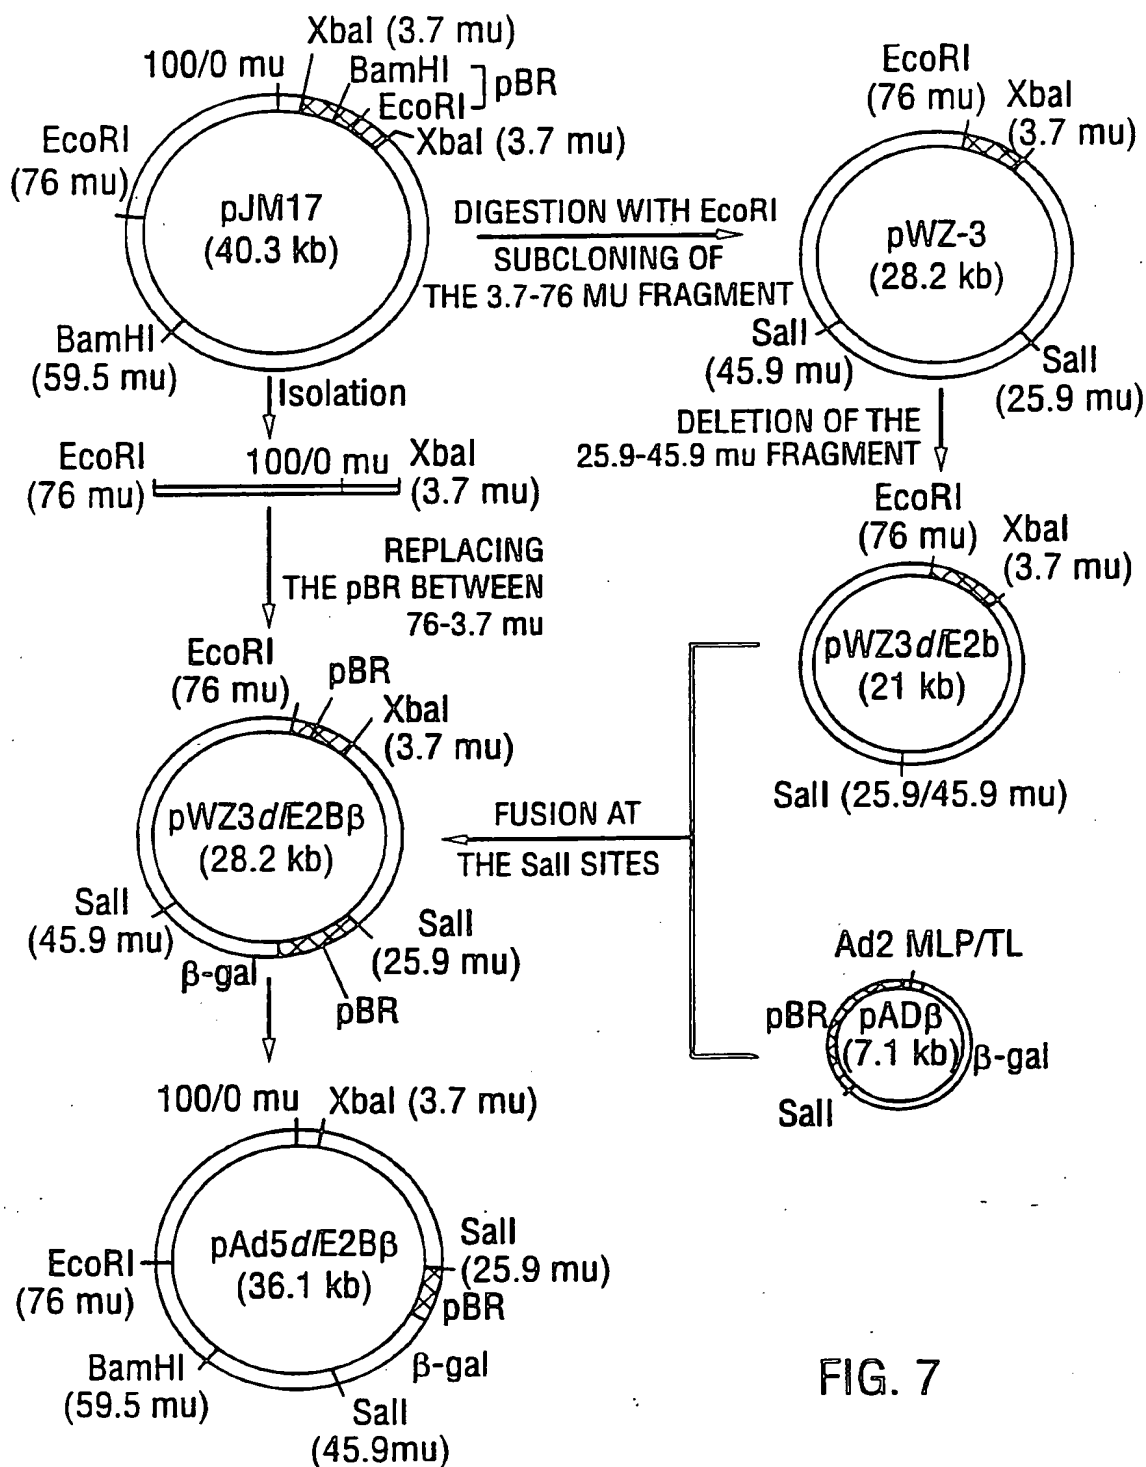 XbaI (3.7 mu)
100/0 mu
BamHI
EcoRI
pBR
XbaI (3.7 mu)
EcoRI
(76 mu)
pJM17
(40.3 kb)
BamHI
(59.5 mu)
DIGESTION WITH EcoRI
SUBCLONING OF
THE 3.7-76 MU FRAGMENT
EcoRI
(76 mu)
XbaI
(3.7 mu)
pWZ-3
(28.2 kb)
SalI
(45.9 mu)
SalI
(25.9 mu)
Isolation
EcoRI
(76 mu)
100/0 mu
XbaI
(3.7 mu)
DELETION OF THE
25.9-45.9 mu FRAGMENT
EcoRI
(76 mu)
XbaI
(3.7 mu)
pWZ3dlE2b
(21 kb)
SalI (25.9/45.9 mu)
REPLACING
THE pBR BETWEEN
76-3.7 mu
EcoRI
(76 mu)
pBR
XbaI
(3.7 mu)
pWZ3dlE2Bβ
(28.2 kb)
SalI
(45.9 mu)
β-gal
SalI
(25.9 mu)
pBR
FUSION AT
THE SalI SITES
Ad2 MLP/TL
pBR
pADβ
(7.1 kb)
β-gal
SalI
100/0 mu
XbaI (3.7 mu)
pAd5dlE2Bβ
(36.1 kb)
EcoRI
(76 mu)
SalI
(25.9 mu)
pBR
β-gal
BamHI
(59.5 mu)
SalI
(45.9mu)
FIG. 7